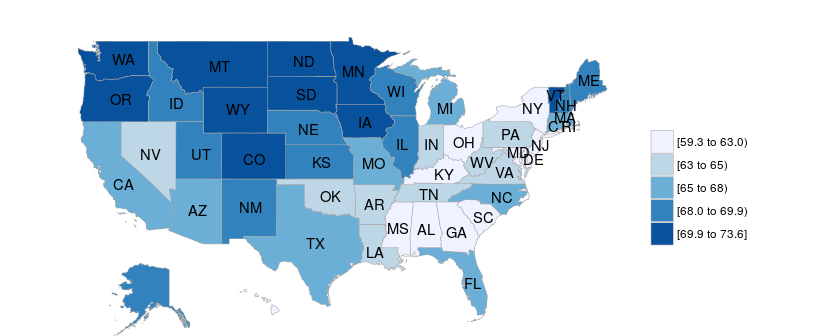 WA
MT
ND
MN
OR
ID
WY
SD
WI
MI
NY
VT
NH
ME
MA
CT RI
NV
UT
CO
NE
IA
IL
IN
OH
PA
NJ
MD
DE
CA
AZ
NM
KS
MO
KY
WV
VA
OK
AR
TN
NC
TX
LA
MS
AL
GA
SC
FL
[59.3 to 63.0)
[63 to 65)
[65 to 68)
[68.0 to 69.9)
[69.9 to 73.6]